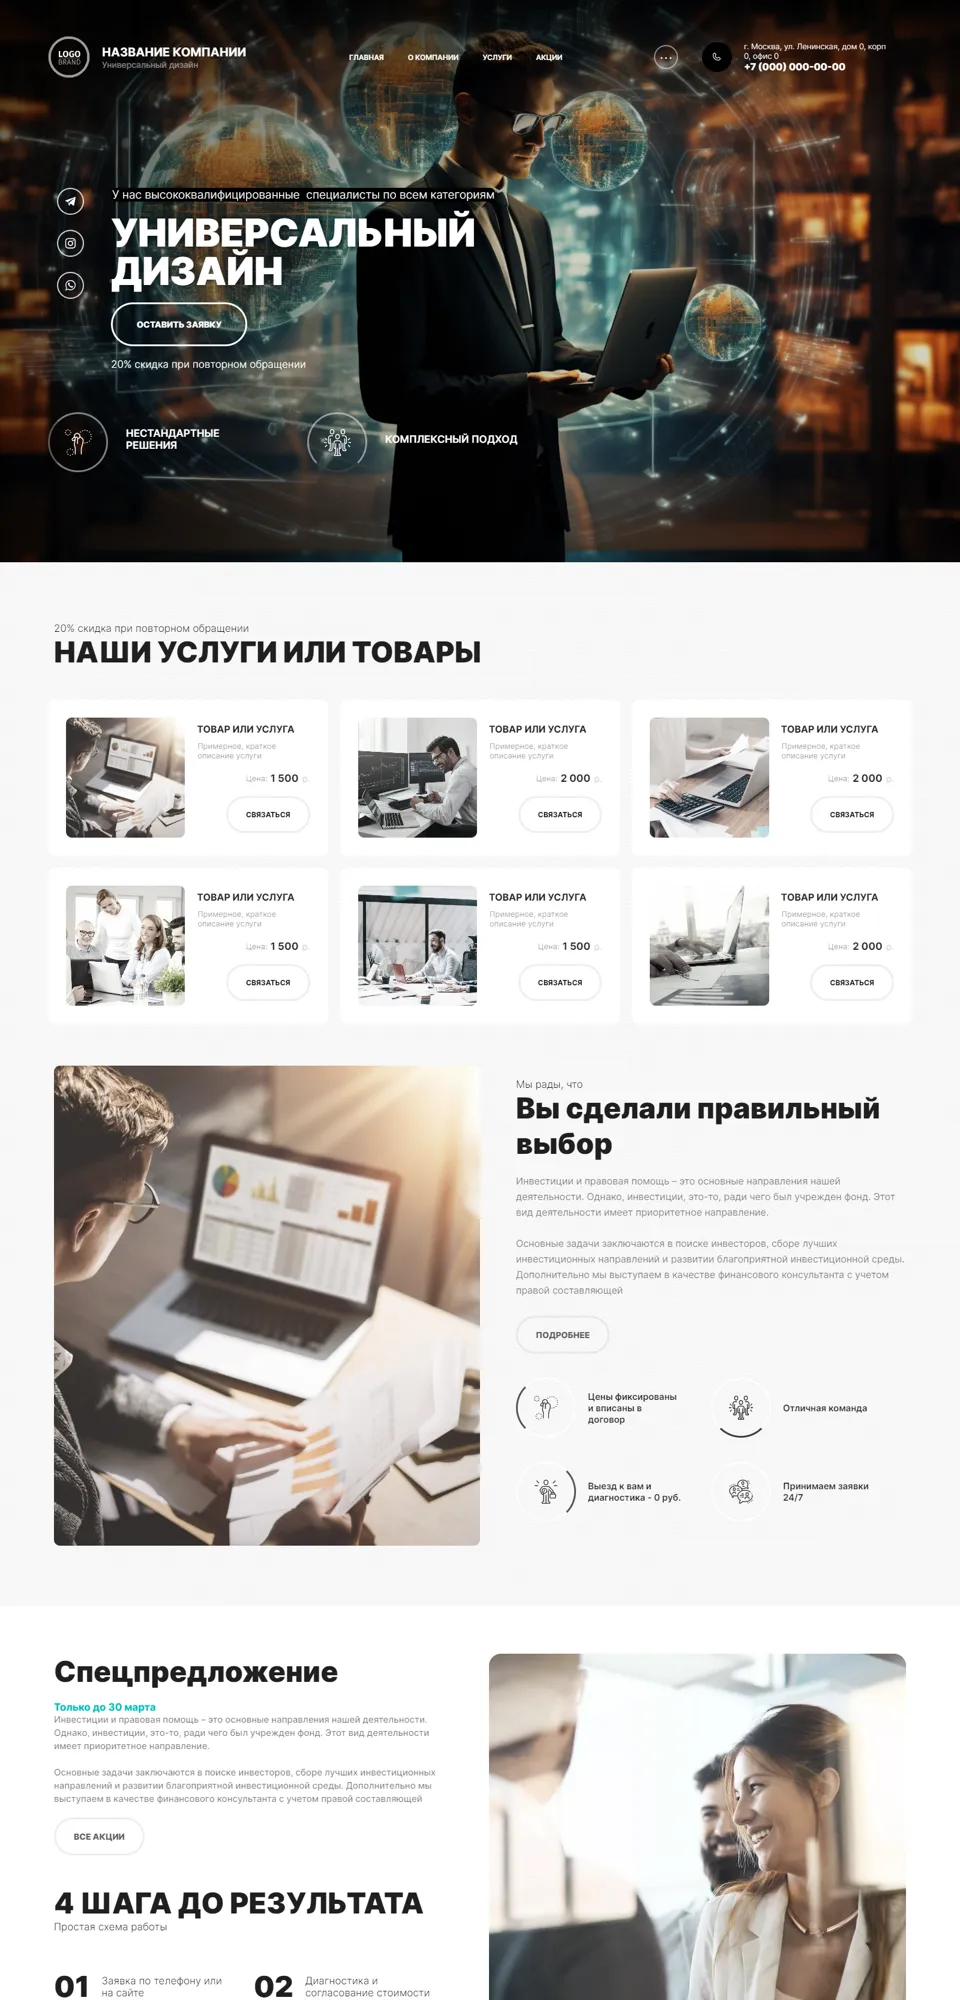 LOGO
BRAND
НАЗВАНИЕ КОМПАНИИ
Универсальный дизайн
ГЛАВНАЯ
О КОМПАНИИ
УСЛУГИ
АКЦИИ
г. Москва, ул. Ленинская, дом 0, корп
0, офис 0
+7 (000) 000-00-00
У нас высококвалифицированные специалисты по всем категориям
УНИВЕРСАЛЬНЫЙ
ДИЗАЙН
ОСТАВИТЬ ЗАЯВКУ
20% скидка при повторном обращении
НЕСТАНДАРТНЫЕ
РЕШЕНИЯ
КОМПЛЕКСНЫЙ ПОДХОД
20% скидка при повторном обращении
НАШИ УСЛУГИ ИЛИ ТОВАРЫ
ТОВАР ИЛИ УСЛУГА
Примерное, краткое
описание услуги
Цена: 1 500 р.
СВЯЗАТЬСЯ
ТОВАР ИЛИ УСЛУГА
Примерное, краткое
описание услуги
Цена: 2 000 р.
СВЯЗАТЬСЯ
ТОВАР ИЛИ УСЛУГА
Примерное, краткое
описание услуги
Цена: 2 000 р.
СВЯЗАТЬСЯ
ТОВАР ИЛИ УСЛУГА
Примерное, краткое
описание услуги
Цена: 1 500 р.
СВЯЗАТЬСЯ
ТОВАР ИЛИ УСЛУГА
Примерное, краткое
описание услуги
Цена: 1 500 р.
СВЯЗАТЬСЯ
ТОВАР ИЛИ УСЛУГА
Примерное, краткое
описание услуги
Цена: 2 000 р.
СВЯЗАТЬСЯ
Мы рады, что
Вы сделали правильный
выбор
Инвестиции и правовая помощь – это основные направления нашей
деятельности. Однако, инвестиции, это-то, ради чего был учрежден фонд. Этот
вид деятельности имеет приоритетное направление.
Основные задачи заключаются в поиске инвесторов, сборе лучших
инвестиционных направлений и развитии благоприятной инвестиционной среды.
Дополнительно мы выступаем в качестве финансового консультанта с учетом
правой составляющей
ПОДРОБНЕЕ
Цены фиксированы
и вписаны в
договор
Отличная команда
Выезд к вам и
диагностика - 0 руб.
Принимаем заявки
24/7
Спецпредложение
Только до 30 марта
Инвестиции и правовая помощь – это основные направления нашей деятельности.
Однако, инвестиции, это-то, ради чего был учрежден фонд. Этот вид деятельности
имеет приоритетное направление.
Основные задачи заключаются в поиске инвесторов, сборе лучших инвестиционных
направлений и развитии благоприятной инвестиционной среды. Дополнительно мы
выступаем в качестве финансового консультанта с учетом правой составляющей
ВСЕ АКЦИИ
4 ШАГА ДО РЕЗУЛЬТАТА
Простая схема работы
01
Заявка по телефону или
на сайте
02
Диагностика и
согласование стоимости